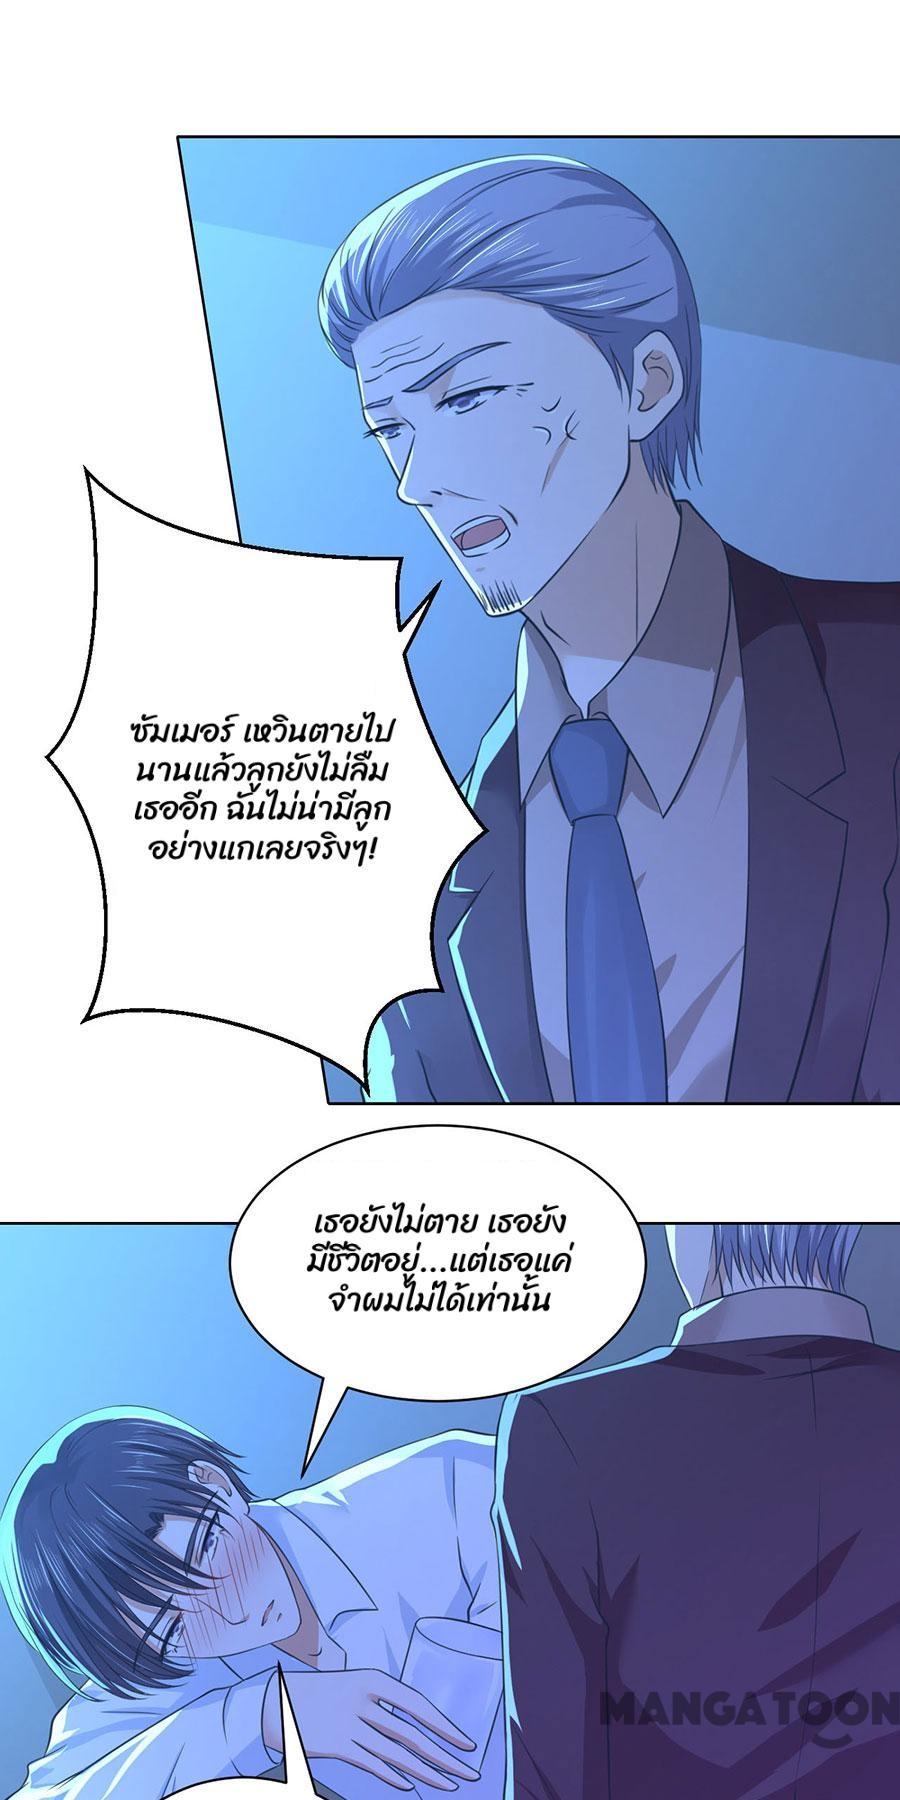 ซัมเมอร์ เหวินตายไป
นานแล้วลูกยังไม่ลืม
เธออีก ฉันไม่น่ามีลูก
อย่างแกเลยจริงๆ!
เธอยังไม่ตาย เธอยัง
มีชีวิตอยู่...แต่เธอแค่
จำผมไม่ได้เท่านั้น
MANGATOON